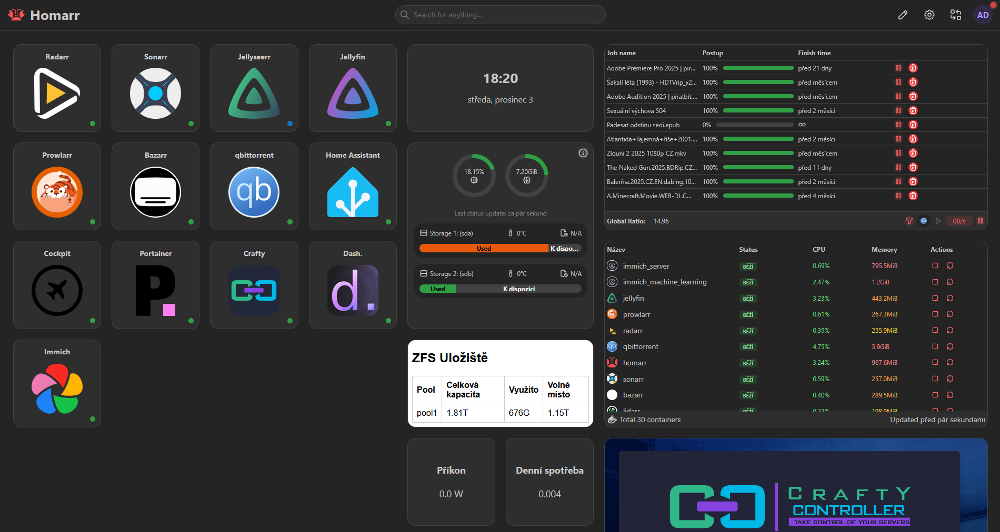 Homarr
Search for anything...
AD
Radarr
Sonarr
Jellyseerr
Jellyfin
Prowlarr
Bazarr
qbittorrent
qb
Home Assistant
Cockpit
Portainer
P.
Crafty
Dash.
d.
Immich
18:20
středa, prosinec 3
18.15%
7.20GiB
Last status update: za pár sekund
Storage 1: (sda) 0°C N/A
Used K dispo...
Storage 2: (sdb) 0°C N/A
Used K dispozici
ZFS Uložiště
Pool Celková kapacita Využito Volné místo
pool1 1.81T 676G 1.15T
Příkon
0.0 W
Denní spotřeba
0.004
Job name Postup Finish time
Adobe Premiere Pro 2025 | pir... 100% před 21 dny
Šakalí léta (1993) - HDTVrip_x2... 100% před měsícem
Adobe Audition 2025 | piratbit.... 100% před měsícem
Sexuální výchova S04 100% před 2 měsíci
Padesat odstinu sedi.epub 0% ∞
Atlantida+Tajemná+říše+2001.... 100% před 2 měsíci
Zlouni 2 2025 1080p CZ.mkv 100% před měsícem
The Naked Gun.2025.BDRip.CZ... 100% před 11 dny
Balerína.2025.CZ.EN.dabing.10... 100% před 2 měsíci
A.Minecraft.Movie.WEB-DL.C... 100% před 4 měsíci
Global Ratio: 14.96 0B/s
Název Status CPU Memory Actions
immich_server BĚŽÍ 0.69% 795.5MiB
immich_machine_learning BĚŽÍ 2.47% 1.2GiB
jellyfin BĚŽÍ 3.23% 443.2MiB
prowlarr BĚŽÍ 0.61% 267.3MiB
4k radarr BĚŽÍ 0.39% 255.9MiB
qb qbittorrent BĚŽÍ 4.75% 3.9GiB
homarr BĚŽÍ 3.24% 967.6MiB
sonarr BĚŽÍ 0.59% 257.0MiB
bazarr BĚŽÍ 0.40% 289.5MiB
lidarr BĚŽÍ 0.22% 198.9MiB
Total 30 containers Updated před pár sekundami
CRAFTY
CONTROLLER
TAKE CONTROL OF YOUR SERVERS